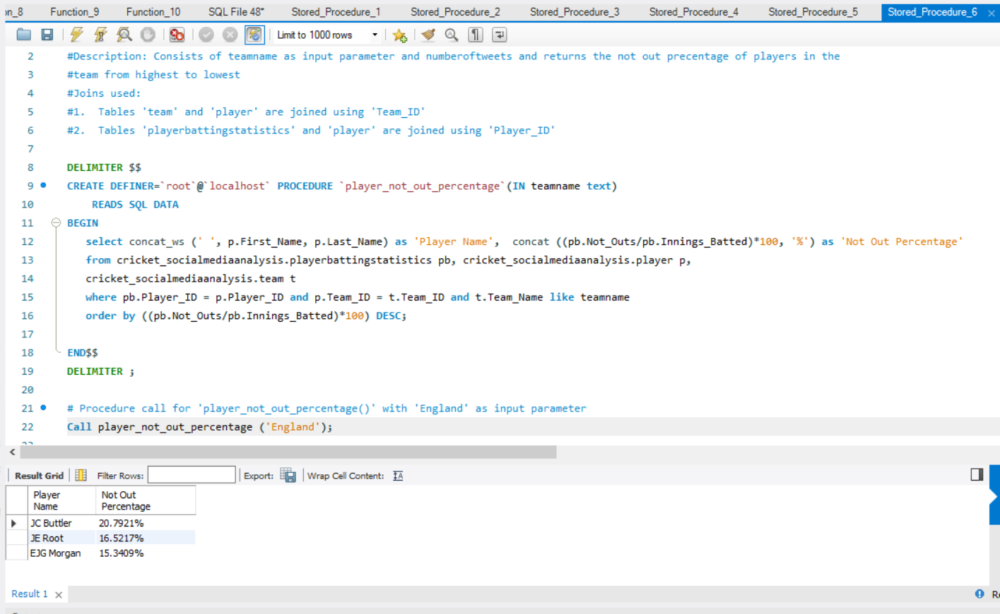 on_8 Function_9 Function_10 SQL File 48* Stored_Procedure_1 Stored_Procedure_2 Stored_Procedure_3 Stored_Procedure_4 Stored_Procedure_5 Stored_Procedure_6 ×
Limit to 1000 rows
2 #Description: Consists of teamname as input parameter and numberoftweets and returns the not out precentage of players in the
3 #team from highest to lowest
4 #Joins used:
5 #1. Tables 'team' and 'player' are joined using 'Team_ID'
6 #2. Tables 'playerbattingstatistics' and 'player' are joined using 'Player_ID'
7
8 DELIMITER $$
9 CREATE DEFINER=`root`@`localhost` PROCEDURE `player_not_out_percentage`(IN teamname text)
10 READS SQL DATA
11 BEGIN
12 select concat_ws (' ', p.First_Name, p.Last_Name) as 'Player Name', concat ((pb.Not_Outs/pb.Innings_Batted)*100, '%') as 'Not Out Percentage'
13 from cricket_socialmediaanalysis.playerbattingstatistics pb, cricket_socialmediaanalysis.player p,
14 cricket_socialmediaanalysis.team t
15 where pb.Player_ID = p.Player_ID and p.Team_ID = t.Team_ID and t.Team_Name like teamname
16 order by ((pb.Not_Outs/pb.Innings_Batted)*100) DESC;
17
18 END$$
19 DELIMITER ;
20
21 # Procedure call for 'player_not_out_percentage()' with 'England' as input parameter
22 Call player_not_out_percentage ('England');
Result Grid Filter Rows: Export: Wrap Cell Content:
Player Name Not Out Percentage
JC Buttler 20.7921%
JE Root 16.5217%
EJG Morgan 15.3409%
Result 1 ×